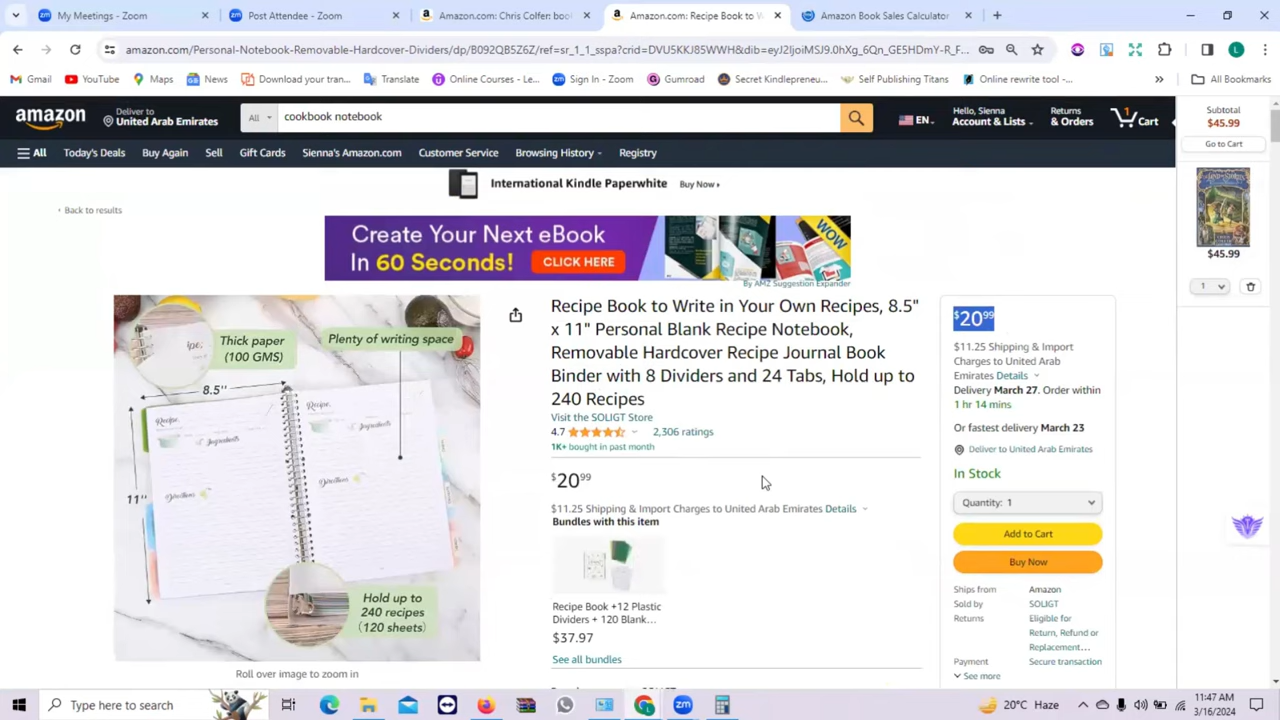 My Meetings - Zoom
Post Attendee - Zoom
Amazon.com: Chris Colfer: boo
Amazon.com: Recipe Book to W
Amazon Book Sales Calculator
amazon.com/Personal-Notebook-Removable-Hardcover-Dividers/dp/B092QB5Z6Z/ref=sr_1_1_sspa?crid=DVU5KKJ85WWH&dib=eyJ2IjoiMSJ9.0hXg_6Qn_GE5HDmY-R_F...
Gmail
YouTube
Maps
News
Download your tran...
Translate
Online Courses - Le...
Sign In - Zoom
Gumroad
Secret Kindlepreneu...
Self Publishing Titans
Online rewrite tool -...
»
All Bookmarks
amazon
Deliver to
United Arab Emirates
All
cookbook notebook
EN
Hello, Sienna
Account & Lists
Returns
& Orders
1
Cart
All
Today's Deals
Buy Again
Sell
Gift Cards
Sienna's Amazon.com
Customer Service
Browsing History
Registry
Subtotal
$45.99
Go to Cart
$45.99
1
International Kindle Paperwhite
Buy Now
‹ Back to results
Create Your Next eBook
In 60 Seconds!
CLICK HERE
WOW
By AMZ Suggestion Expander
Thick paper
(100 GMS)
Plenty of writing space
8.5''
11''
Recipe
Ingredients
Directions
Recipe
Ingredients
Directions
Hold up to
240 recipes
(120 sheets)
Roll over image to zoom in
Recipe Book to Write in Your Own Recipes, 8.5"
x 11" Personal Blank Recipe Notebook,
Removable Hardcover Recipe Journal Book
Binder with 8 Dividers and 24 Tabs, Hold up to
240 Recipes
Visit the SOLIGT Store
4.7
2,306 ratings
1K+ bought in past month
$20 99
$11.25 Shipping & Import Charges to United Arab Emirates Details
Bundles with this item
Recipe Book +12 Plastic
Dividers + 120 Blank...
$37.97
See all bundles
$20 99
$11.25 Shipping & Import
Charges to United Arab
Emirates Details
Delivery March 27. Order within
1 hr 14 mins
Or fastest delivery March 23
Deliver to United Arab Emirates
In Stock
Quantity: 1
Add to Cart
Buy Now
Ships from Amazon
Sold by SOLIGT
Returns Eligible for
Return, Refund or
Replacement...
Payment Secure transaction
See more
Type here to search
20°C Haze
11:47 AM
3/16/2024